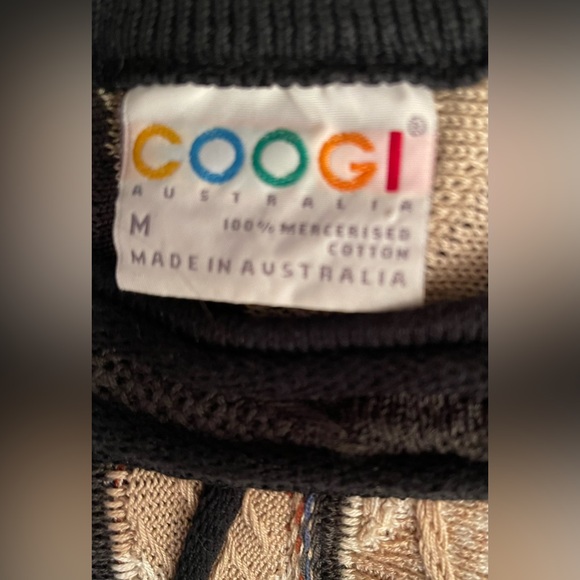 COOGI®
AUSTRALIA
M
100% MERCERISED
COTTON
MADE IN AUSTRALIA